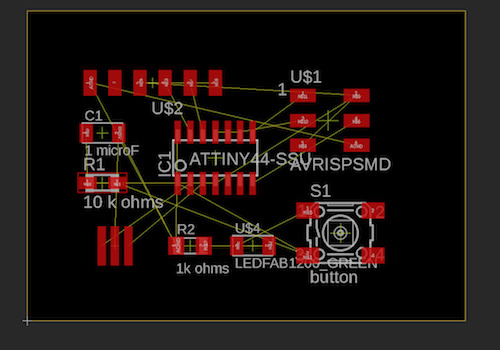 U$1
1
U$2
C1
1 microF
R1
10 k ohms
IC1
ATTINY44-SSU
AVRISPSMD
S1
R2
1k ohms
U$4
LEDFAB1206_GREEN
button